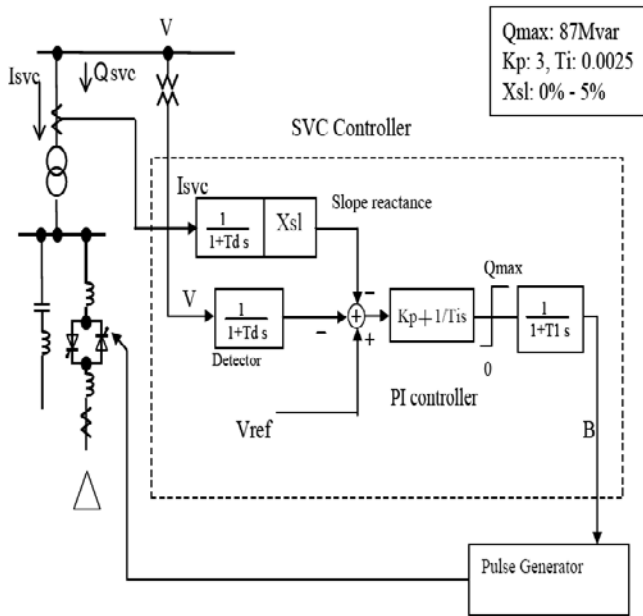 V
Isvc
Qsvc
Qmax: 87Mvar
Kp: 3, Ti: 0.0025
Xsl: 0% - 5%
SVC Controller
Isvc
1
1+Td s
Xsl
Slope reactance
V
1
1+Td s
Detector
−
−
+
+
Kp+1/Tis
Qmax
0
1
1+T1 s
PI controller
Vref
B
Pulse Generator